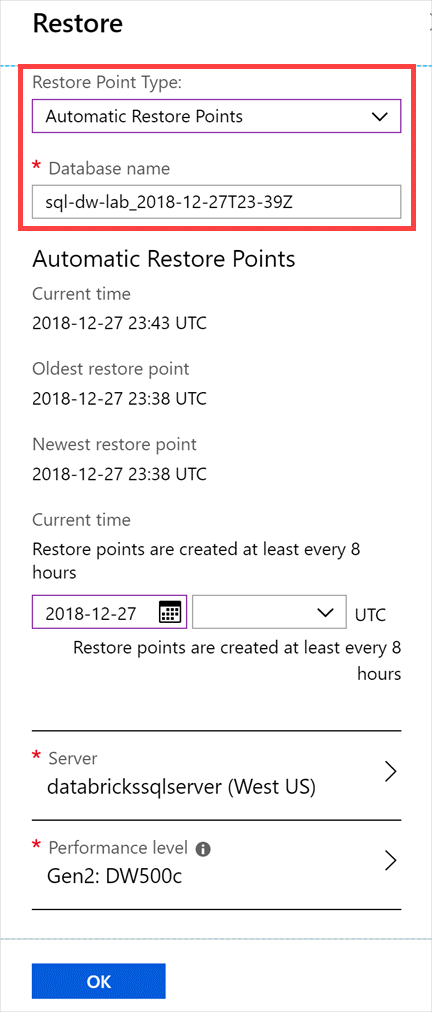 Restore
Restore Point Type:
Automatic Restore Points
* Database name
sql-dw-lab_2018-12-27T23-39Z
Automatic Restore Points
Current time
2018-12-27 23:43 UTC
Oldest restore point
2018-12-27 23:38 UTC
Newest restore point
2018-12-27 23:38 UTC
Current time
Restore points are created at least every 8
hours
2018-12-27 UTC
Restore points are created at least every 8
hours
* Server
databrickssqlserver (West US)
* Performance level
Gen2: DW500c
OK